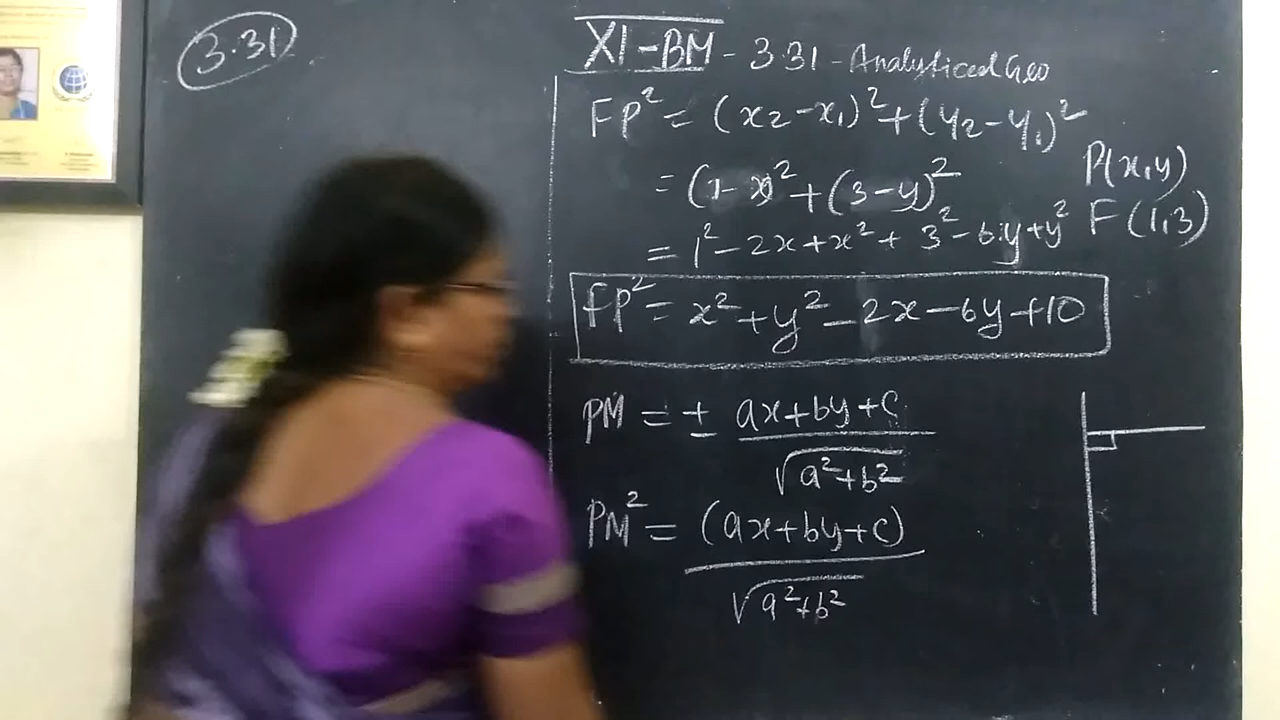 3.31
XI-BM - 3.31 - Analyticed Geo
FP² = (x₂-x₁)² + (y₂-y₁)²
= (1-x)² + (3-y)²
P(x,y)
= 1² - 2x + x² + 3² - 6y + y²
F(1,3)
FP² = x² + y² - 2x - 6y + 10
PM = ± ax+by+c / √a²+b²
PM² = (ax+by+c) / √a²+b²